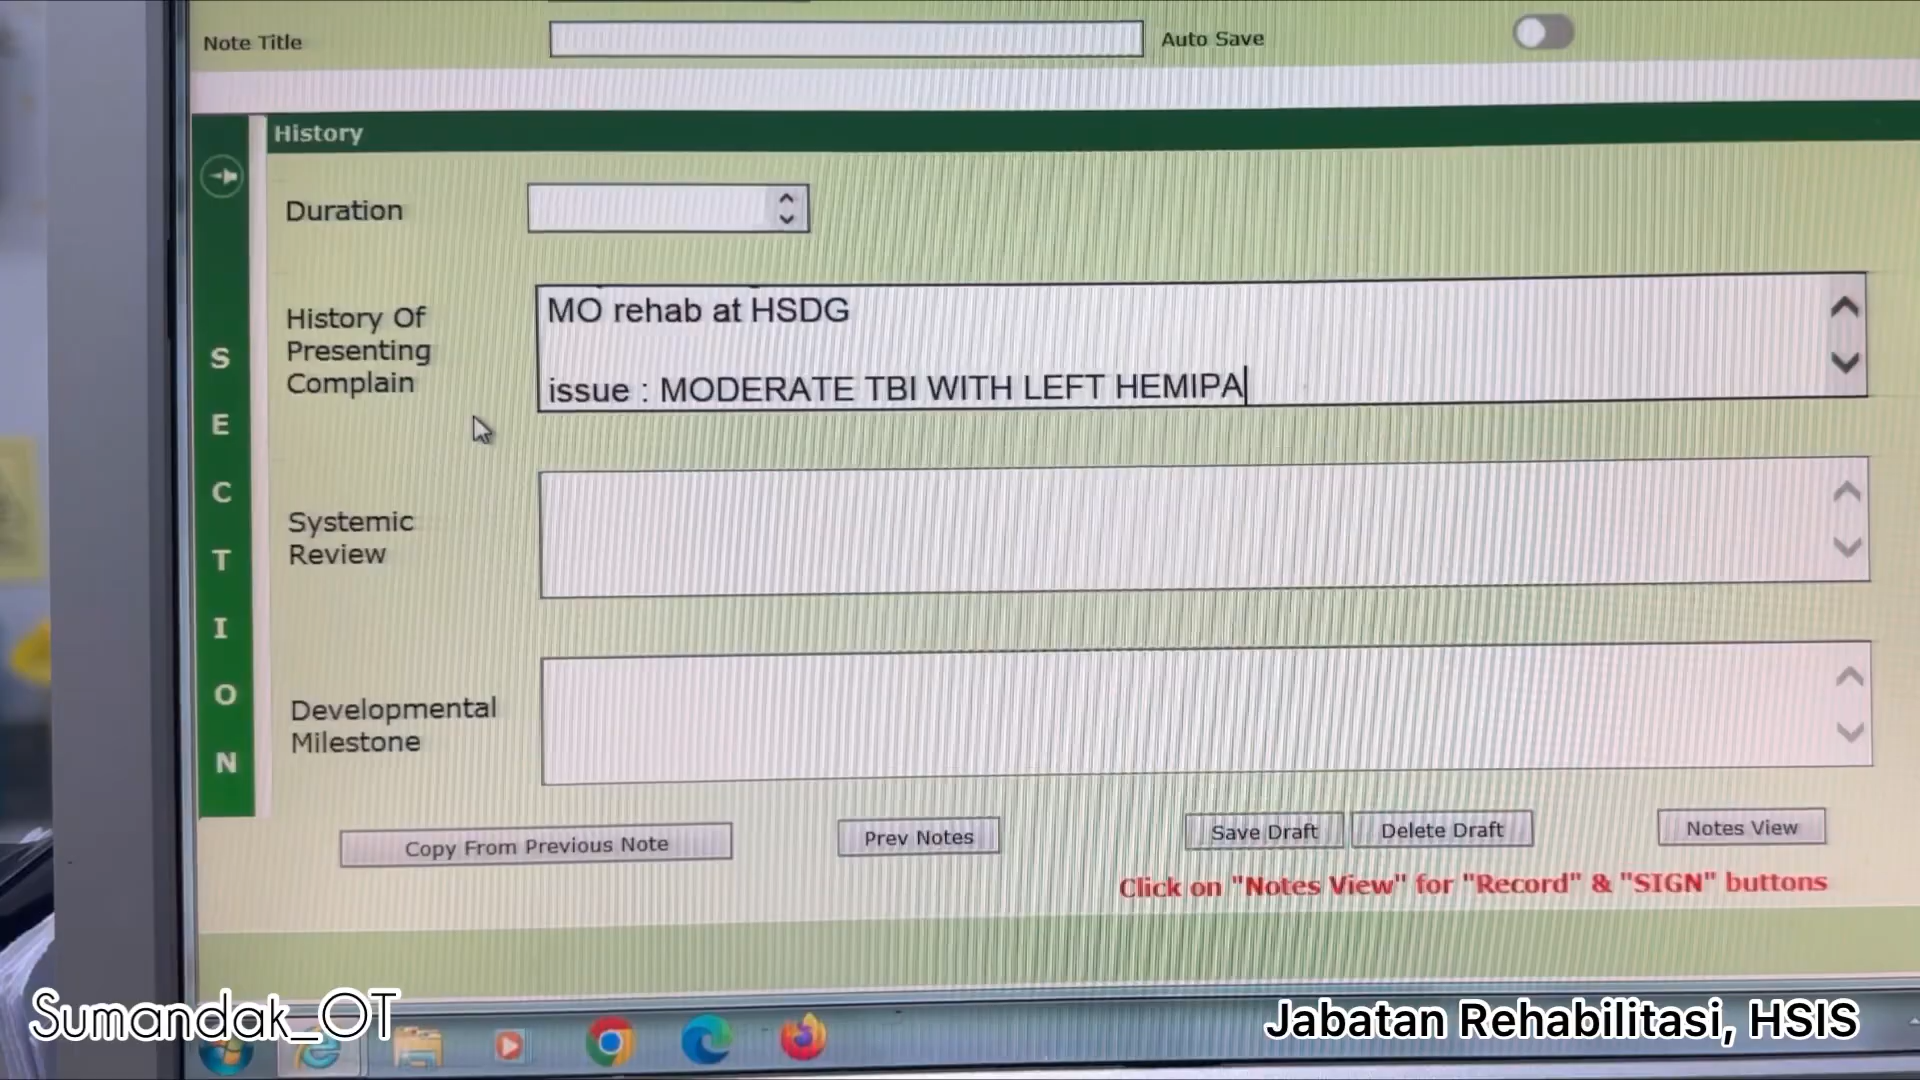 Note Title
Auto Save
History
Duration
History Of
Presenting
Complain
MO rehab at HSDG
issue : MODERATE TBI WITH LEFT HEMIPA
Systemic
Review
Developmental
Milestone
SECTION
Copy From Previous Note
Prev Notes
Save Draft
Delete Draft
Notes View
Click on "Notes View" for "Record" & "SIGN" buttons
Sumandak_OT
Jabatan Rehabilitasi, HSIS